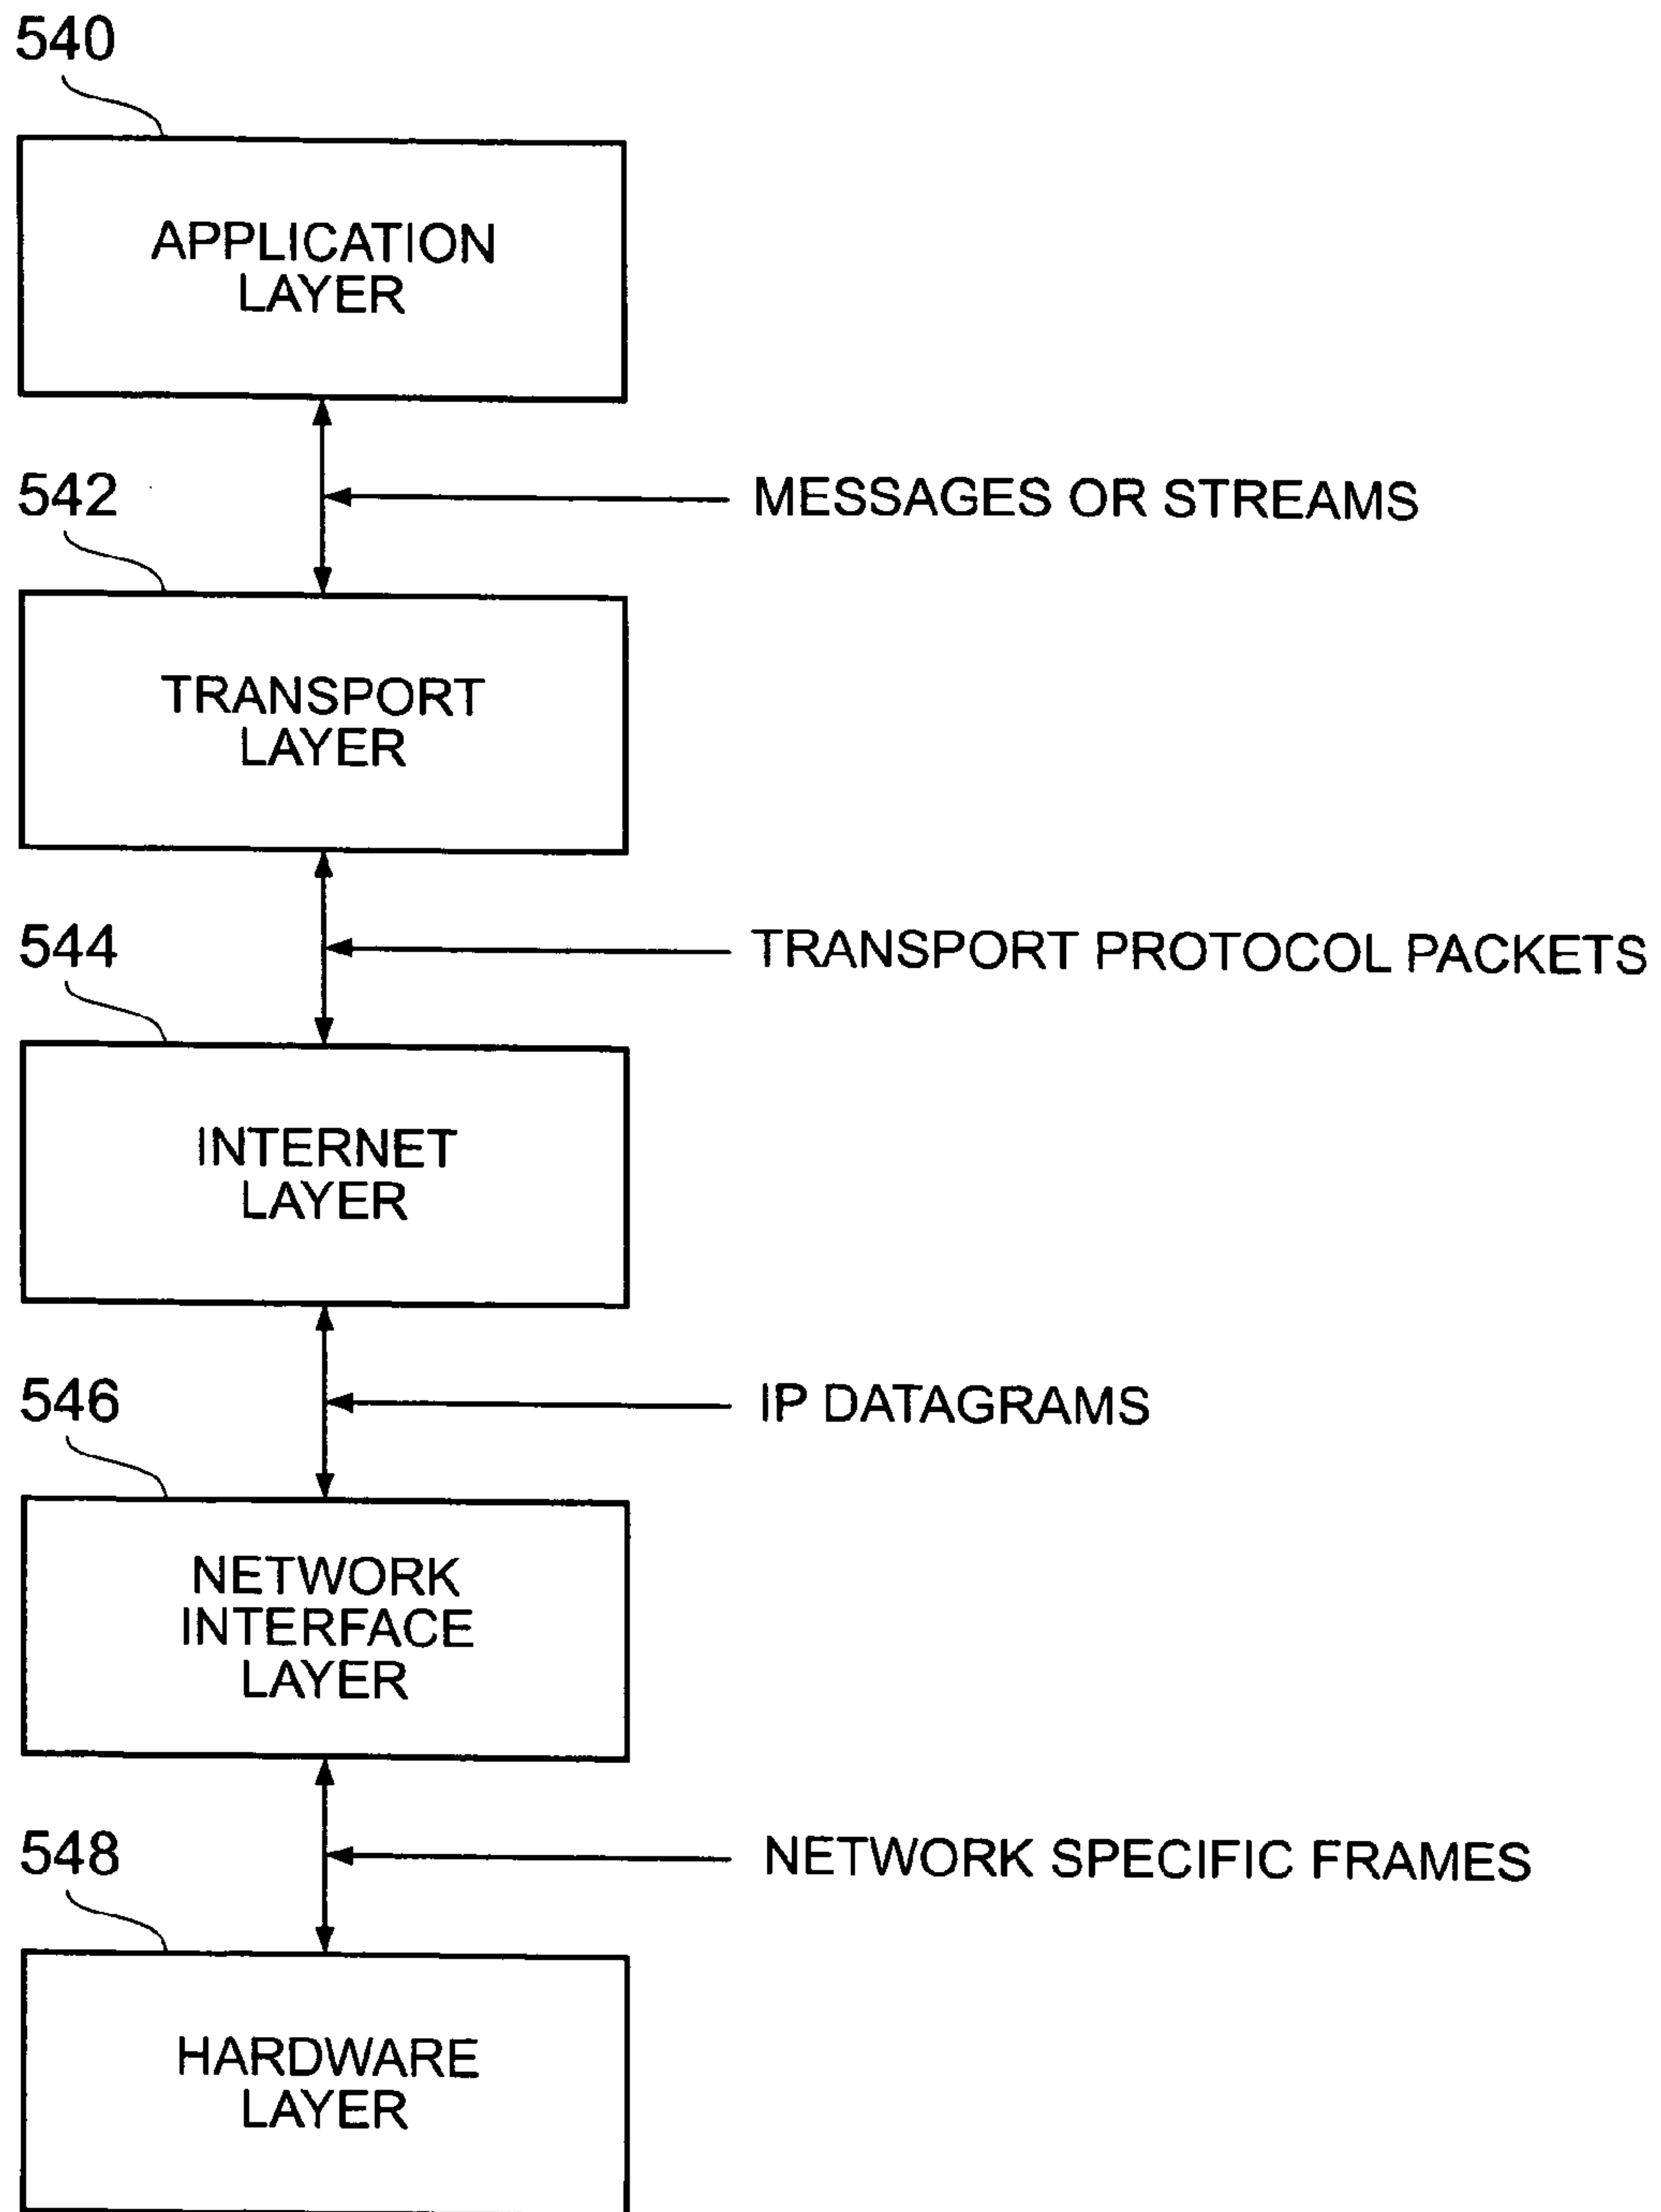 540
APPLICATION
LAYER
MESSAGES OR STREAMS
542
TRANSPORT
LAYER
TRANSPORT PROTOCOL PACKETS
544
INTERNET
LAYER
IP DATAGRAMS
546
NETWORK
INTERFACE
LAYER
NETWORK SPECIFIC FRAMES
548
HARDWARE
LAYER